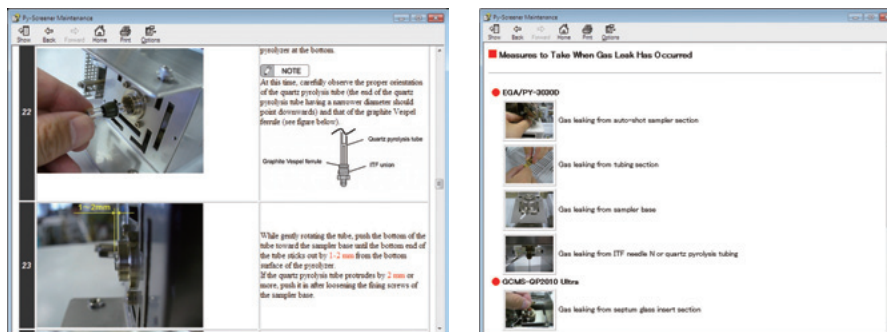 Py-Screener Maintenance
Show Back Forward Home Print Options
pyrolyzer at the bottom.
NOTE
22
At this time, carefully observe the proper orientation
of the quartz pyrolysis tube (the end of the quartz
pyrolysis tube having a narrower diameter should
point downwards) and that of the graphite Vespel
ferrule (see figure below).
Quartz pyrolysis tube
Graphite Vespel ferrule
ITF union
1~2mm
23
While gently rotating the tube, push the bottom of the
tube toward the sampler base until the bottom end of
the tube sticks out by 1-2 mm from the bottom
surface of the pyrolyzer.
If the quartz pyrolysis tube protrudes by 2 mm or
more, push it in after loosening the fixing screws of
the sampler base.
Py-Screener Maintenance
Show Back Forward Home Print Options
Measures to Take When Gas Leak Has Occurred
EGA/PY-3030D
Gas leaking from auto-shot sampler section
Gas leaking from tubing section
Gas leaking from sampler base
Gas leaking from ITF needle N or quartz pyrolysis tubing
GCMS-QP2010 Ultra
Gas leaking from septum glass insert section